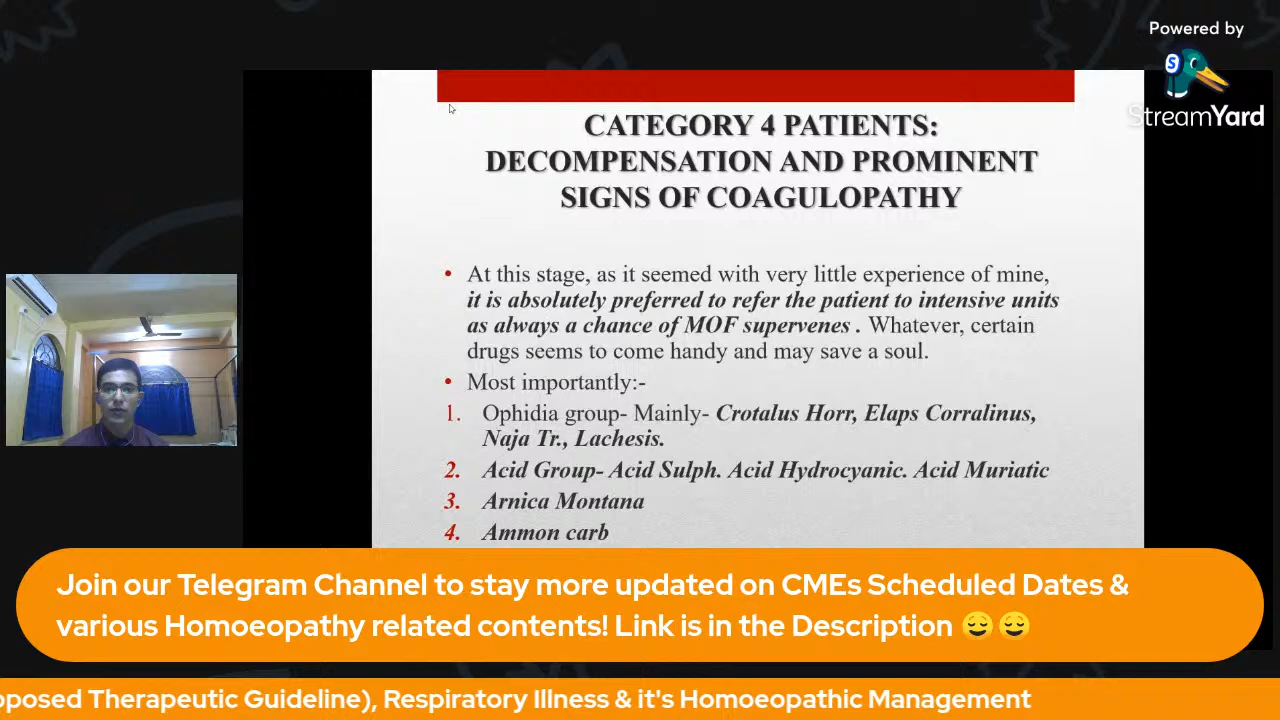 Powered by
StreamYard
CATEGORY 4 PATIENTS:
DECOMPENSATION AND PROMINENT
SIGNS OF COAGULOPATHY
• At this stage, as it seemed with very little experience of mine,
it is absolutely preferred to refer the patient to intensive units
as always a chance of MOF supervenes . Whatever, certain
drugs seems to come handy and may save a soul.
• Most importantly:-
1. Ophidia group- Mainly- Crotalus Horr, Elaps Corralinus,
Naja Tr., Lachesis.
2. Acid Group- Acid Sulph. Acid Hydrocyanic. Acid Muriatic
3. Arnica Montana
4. Ammon carb
Join our Telegram Channel to stay more updated on CMEs Scheduled Dates &
various Homoeopathy related contents! Link is in the Description 😌😌
Therapeutic Guideline), Respiratory Illness & it's Homoeopathic Management